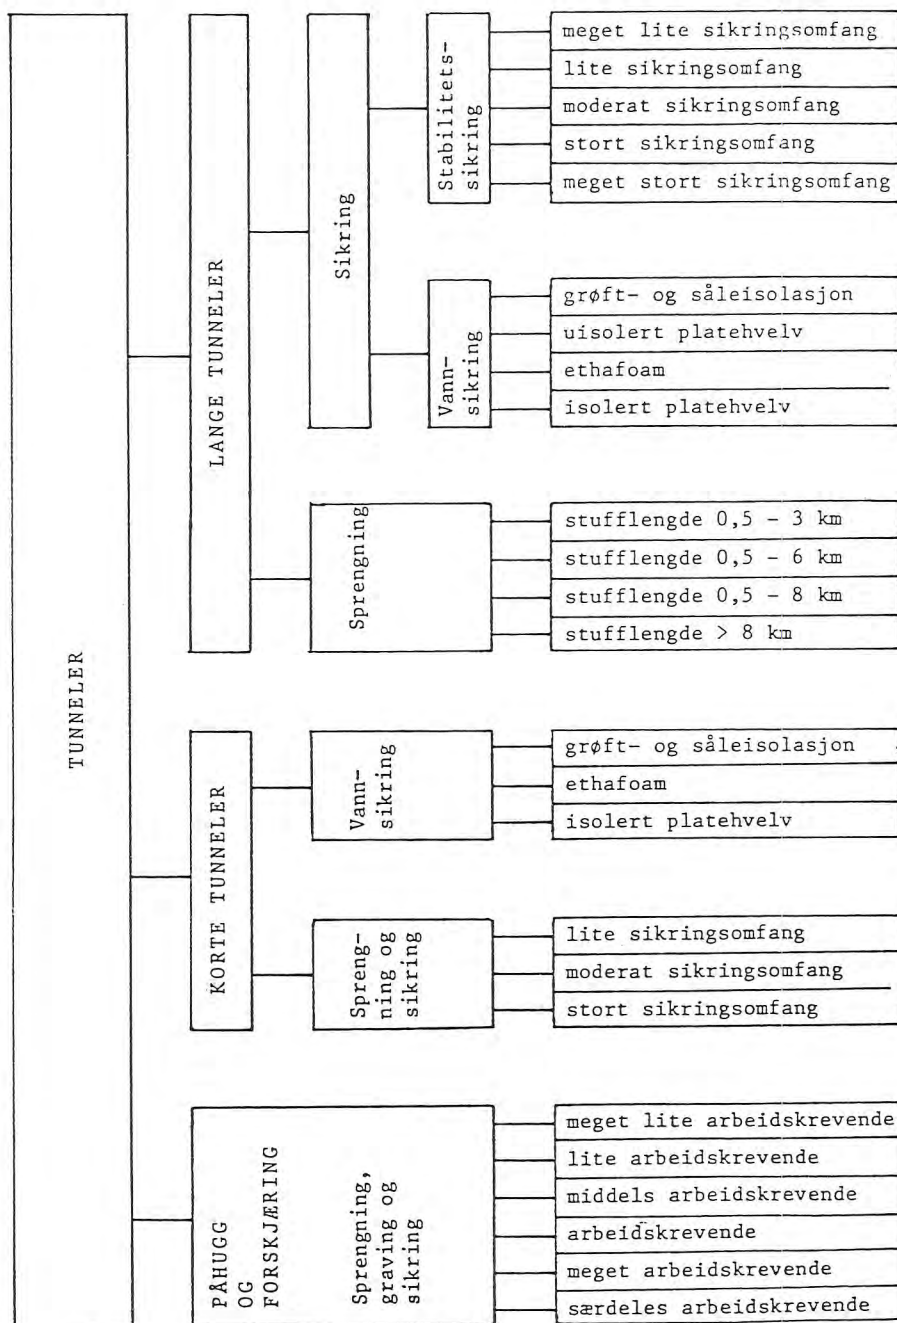 TUNNELER
LANGE TUNNELER
Sikring
Stabilitets-
sikring
meget lite sikringsomfang
lite sikringsomfang
moderat sikringsomfang
stort sikringsomfang
meget stort sikringsomfang
Vann-
sikring
grøft- og såleisolasjon
uisolert platehvelv
ethafoam
isolert platehvelv
Sprengning
stufflengde 0,5 - 3 km
stufflengde 0,5 - 6 km
stufflengde 0,5 - 8 km
stufflengde > 8 km
KORTE TUNNELER
Vann-
sikring
grøft- og såleisolasjon
ethafoam
isolert platehvelv
Spreng-
ning og
sikring
lite sikringsomfang
moderat sikringsomfang
stort sikringsomfang
PÅHUGG
OG
FORSKJÆRING
Sprengning,
graving og
sikring
meget lite arbeidskrevende
lite arbeidskrevende
middels arbeidskrevende
arbeidskrevende
meget arbeidskrevende
særdeles arbeidskrevende